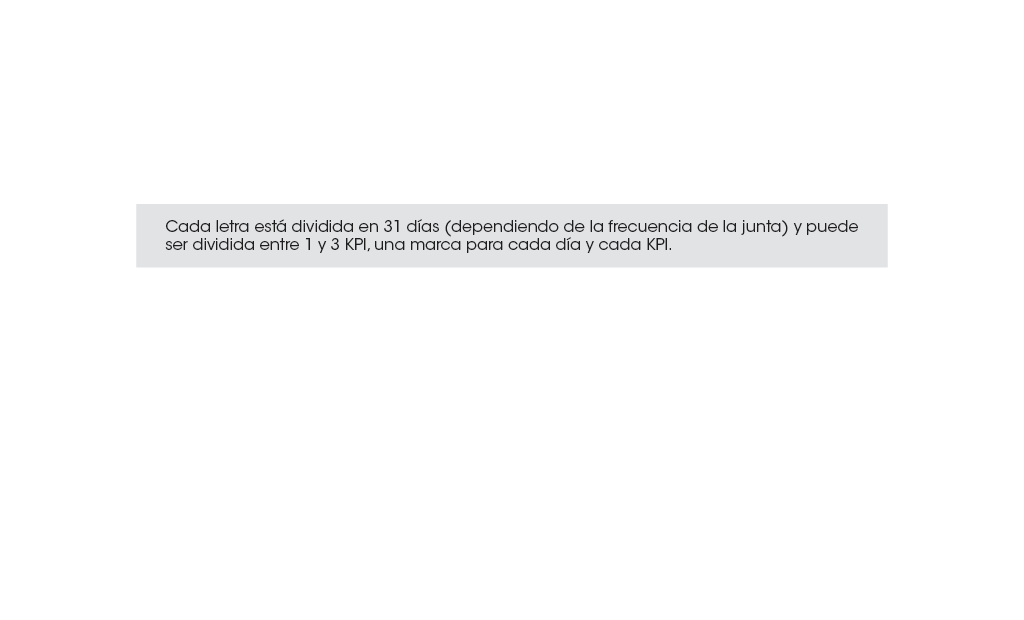 Cada letra está dividida en 31 días (dependiendo de la frecuencia de la junta) y puede
ser dividida entre 1 y 3 KPI, una marca para cada día y cada KPI.